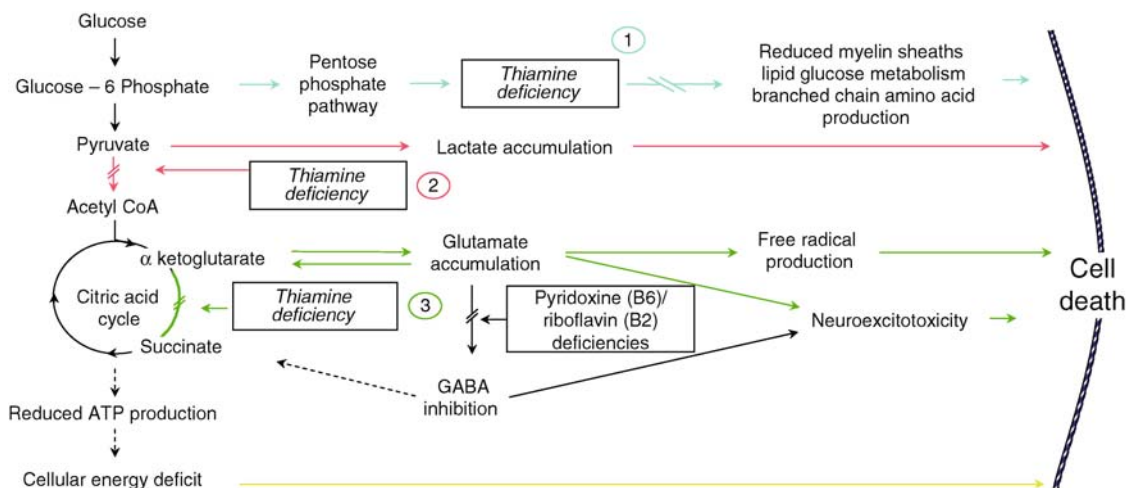 Glucose
Glucose – 6 Phosphate
Pentose
phosphate
pathway
Thiamine
deficiency
1
Reduced myelin sheaths
lipid glucose metabolism
branched chain amino acid
production
Pyruvate
Lactate accumulation
Thiamine
deficiency
2
Acetyl CoA
α ketoglutarate
Glutamate
accumulation
Free radical
production
Cell
death
Citric acid
cycle
Thiamine
deficiency
3
Pyridoxine (B6)/
riboflavin (B2)
deficiencies
Neuroexcitotoxicity
Succinate
GABA
inhibition
Reduced ATP production
Cellular energy deficit